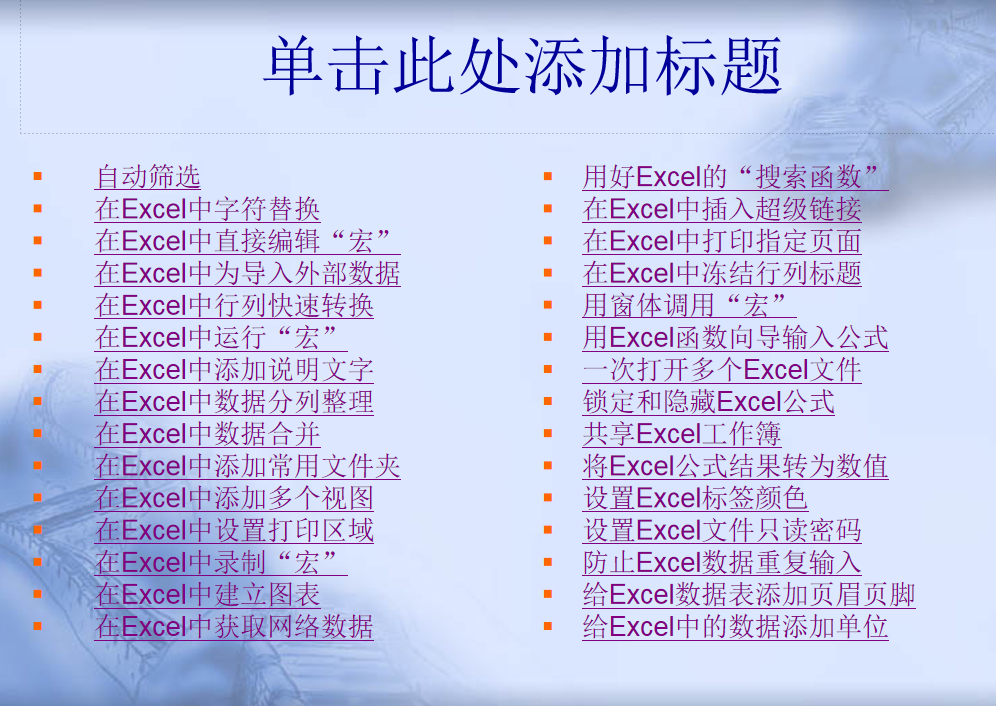 单击此处添加标题
自动筛选
在Excel中字符替换
在Excel中直接编辑“宏”
在Excel中为导入外部数据
在Excel中行列快速转换
在Excel中运行“宏”
在Excel中添加说明文字
在Excel中数据分列整理
在Excel中数据合并
在Excel中添加常用文件夹
在Excel中添加多个视图
在Excel中设置打印区域
在Excel中录制“宏”
在Excel中建立图表
在Excel中获取网络数据
用好Excel的“搜索函数”
在Excel中插入超级链接
在Excel中打印指定页面
在Excel中冻结行列标题
用窗体调用“宏”
用Excel函数向导输入公式
一次打开多个Excel文件
锁定和隐藏Excel公式
共享Excel工作簿
将Excel公式结果转为数值
设置Excel标签颜色
设置Excel文件只读密码
防止Excel数据重复输入
给Excel数据表添加页眉页脚
给Excel中的数据添加单位